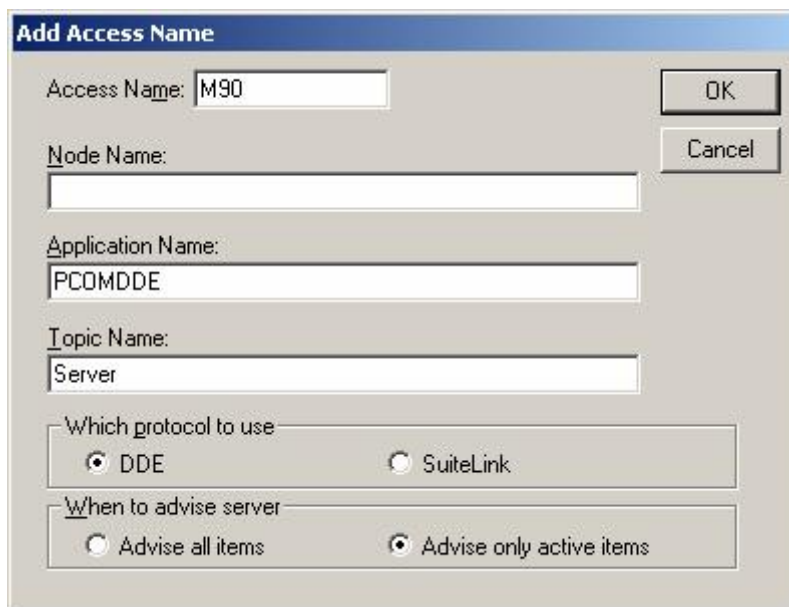 Add Access Name
Access Name: M90
OK
Cancel
Node Name:
Application Name:
PCOMDDE
Topic Name:
Server
Which protocol to use
DDE SuiteLink
When to advise server
Advise all items Advise only active items